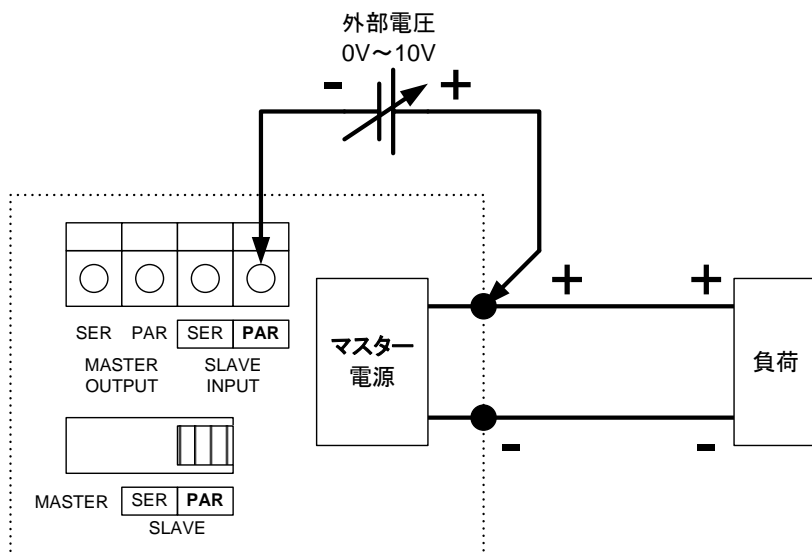 外部電圧
0V～10V
- +
SER PAR SER PAR
MASTER OUTPUT
SLAVE INPUT
マスター
電源
+ +
負荷
- -
MASTER SER PAR
SLAVE